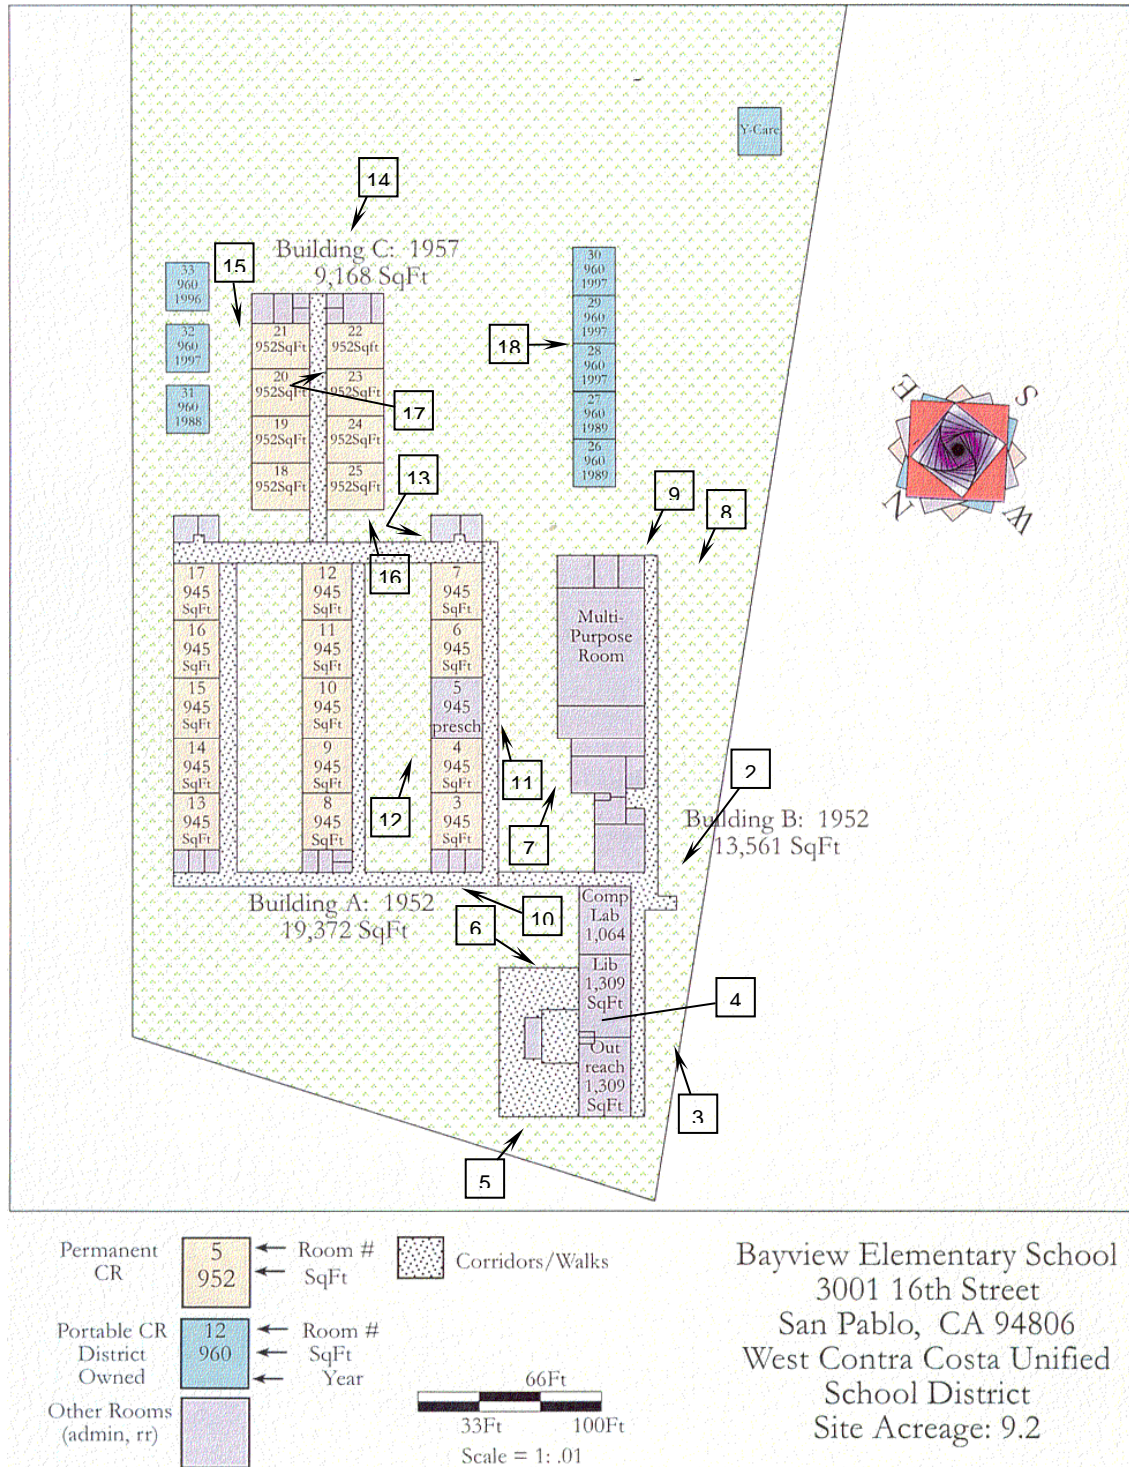 Y-Care
14
Building C: 1957
9,168 SqFt
15
33
960
1996
32
960
1997
31
960
1988
21
952SqFt
22
952Sqft
20
952SqFt
23
952SqFt
19
952SqFt
24
952SqFt
18
952SqFt
25
952SqFt
17
13
16
18
30
960
1997
29
960
1997
28
960
1997
27
960
1989
26
960
1989
E
S
N
W
9
8
17
945
SqFt
16
945
SqFt
15
945
SqFt
14
945
SqFt
13
945
SqFt
12
945
SqFt
11
945
SqFt
10
945
SqFt
9
945
SqFt
8
945
SqFt
7
945
SqFt
6
945
SqFt
5
945
presch
4
945
SqFt
3
945
SqFt
Multi-
Purpose
Room
11
12
7
2
Building B: 1952
13,561 SqFt
Building A: 1952
19,372 SqFt
10
6
Comp
Lab
1,064
Lib
1,309
SqFt
4
Out
reach
1,309
SqFt
3
5
Permanent
CR
5
952
Room #
SqFt
Corridors/Walks
Portable CR
District
Owned
12
960
Room #
SqFt
Year
Other Rooms
(admin, rr)
66Ft
33Ft
100Ft
Scale = 1: .01
Bayview Elementary School
3001 16th Street
San Pablo, CA 94806
West Contra Costa Unified
School District
Site Acreage: 9.2